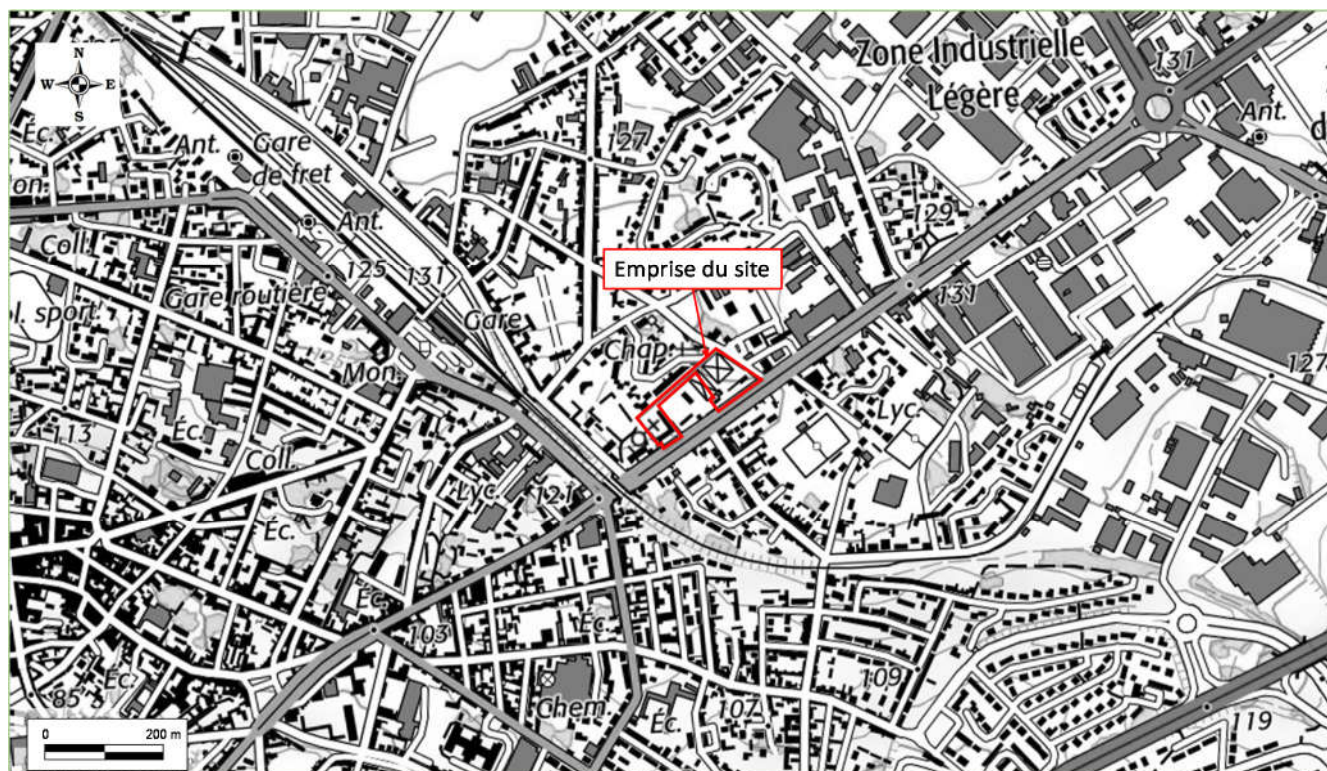 N
W
E
S
Zone Industrielle
Légère
131
Ant.
Éc.
Ant.
Gare
de fret
127
Ant.
129
Coll.
Emprise du site
125
131
131
Gare routière
Gare
Chap.
Mon.
127
Lyc.
113
Éc.
Coll.
Lyc.
121
Éc.
Éc.
103
Éc.
Éc.
109
85
Chem.
Éc.
107
119
0
200 m